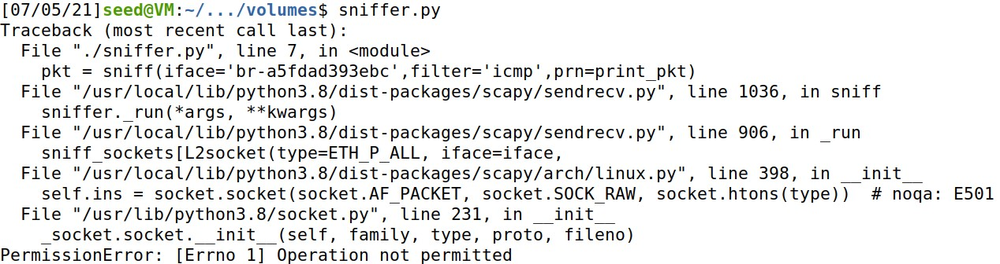 [07/05/21]seed@VM:~/.../volumes$ sniffer.py
Traceback (most recent call last):
  File "./sniffer.py", line 7, in <module>
    pkt = sniff(iface='br-a5fdad393ebc',filter='icmp',prn=print_pkt)
  File "/usr/local/lib/python3.8/dist-packages/scapy/sendrecv.py", line 1036, in sniff
    sniffer._run(*args, **kwargs)
  File "/usr/local/lib/python3.8/dist-packages/scapy/sendrecv.py", line 906, in _run
    sniff_sockets[L2socket(type=ETH_P_ALL, iface=iface,
  File "/usr/local/lib/python3.8/dist-packages/scapy/arch/linux.py", line 398, in __init__
    self.ins = socket.socket(socket.AF_PACKET, socket.SOCK_RAW, socket.htons(type))  # noqa: E501
  File "/usr/lib/python3.8/socket.py", line 231, in __init__
    _socket.socket.__init__(self, family, type, proto, fileno)
PermissionError: [Errno 1] Operation not permitted